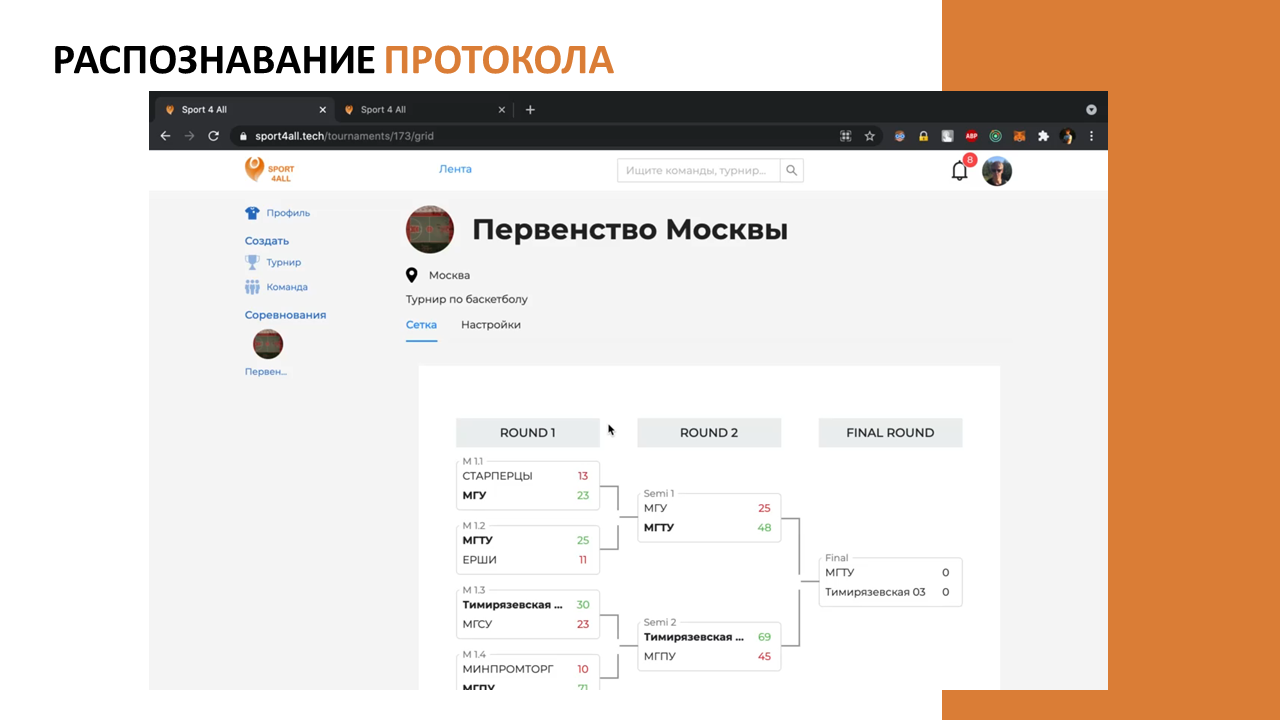 РАСПОЗНАВАНИЕ ПРОТОКОЛА
Sport 4 All
Sport 4 All
sport4all.tech/tournaments/173/grid
ABP
SPORT
4ALL
Лента
Ищите команды, турнир...
8
Профиль
Создать
Турнир
Команда
Соревнования
Первен...
Первенство Москвы
Москва
Турнир по баскетболу
Сетка Настройки
ROUND 1 ROUND 2 FINAL ROUND
M 1.1
СТАРПЕРЦЫ 13
МГУ 23
M 1.2
МГТУ 25
ЕРШИ 11
M 1.3
Тимирязевская ... 30
МГСУ 23
M 1.4
МИНПРОМТОРГ 10
МГПУ 71
Semi 1
МГУ 25
МГТУ 48
Semi 2
Тимирязевская ... 69
МГПУ 45
Final
МГТУ 0
Тимирязевская 03 0